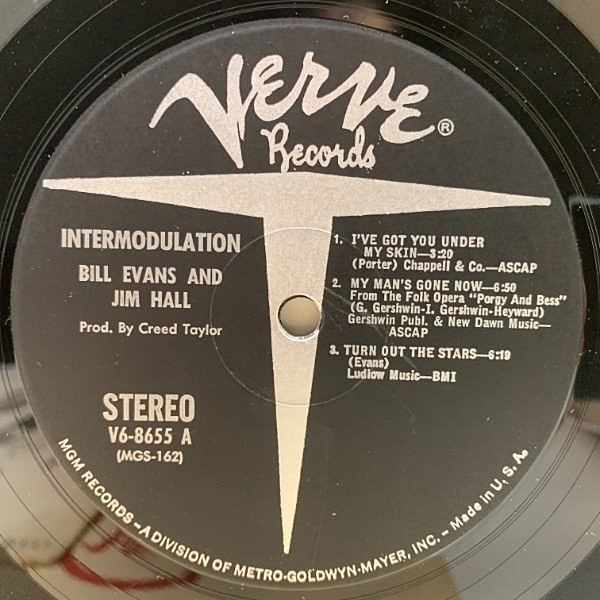 VERVE®
Records
INTERMODULATION
BILL EVANS AND
JIM HALL
Prod. By Creed Taylor
STEREO
V6-8655 A
(MGS-162)
1. I'VE GOT YOU UNDER
MY SKIN—3:20
(Porter) Chappell & Co.—ASCAP
2. MY MAN'S GONE NOW—6:50
From The Folk Opera "Porgy And Bess"
(G. Gershwin-I. Gershwin-Heyward)
Gershwin Publ. & New Dawn Music—
ASCAP
3. TURN OUT THE STARS—6:19
(Evans)
Ludlow Music—BMI
MGM RECORDS – A DIVISION OF METRO-GOLDWYN-MAYER, INC. – Made in U.S.A.